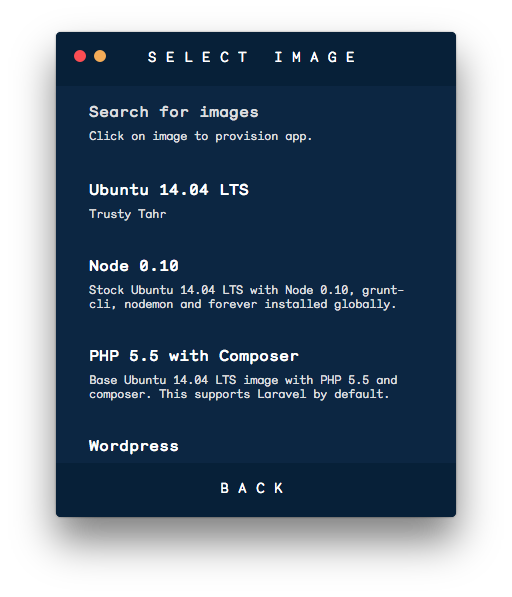 SELECT IMAGE
Search for images
Click on image to provision app.
Ubuntu 14.04 LTS
Trusty Tahr
Node 0.10
Stock Ubuntu 14.04 LTS with Node 0.10, grunt-
cli, nodemon and forever installed globally.
PHP 5.5 with Composer
Base Ubuntu 14.04 LTS image with PHP 5.5 and
composer. This supports Laravel by default.
Wordpress
BACK